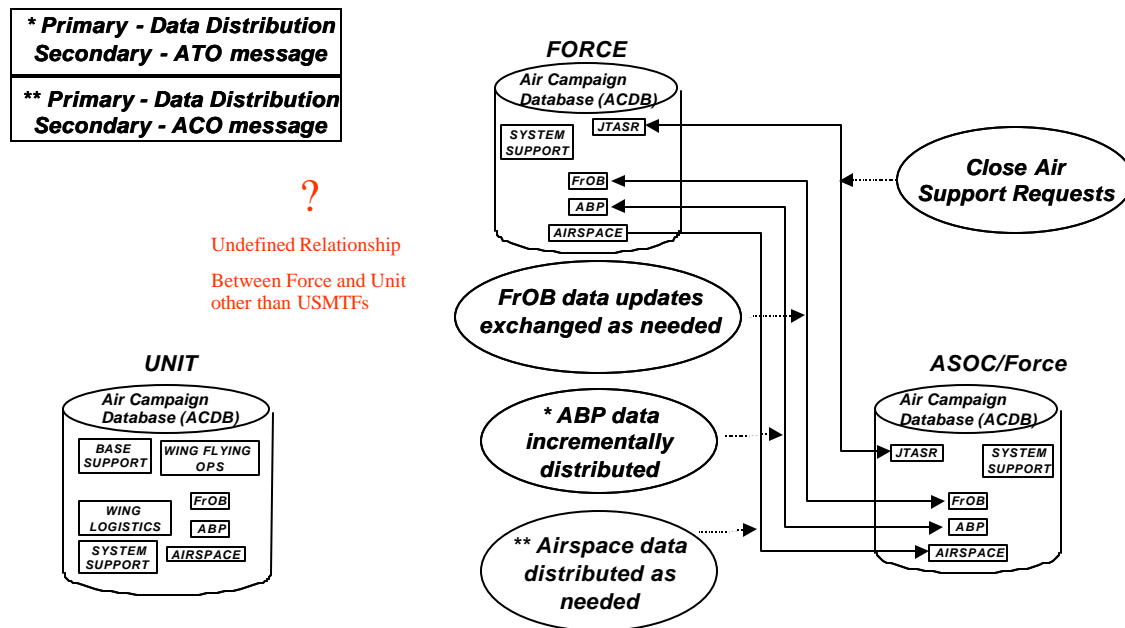 * Primary - Data Distribution
Secondary - ATO message
** Primary - Data Distribution
Secondary - ACO message
?
Undefined Relationship
Between Force and Unit
other than USMTFs
FORCE
Air Campaign
Database (ACDB)
JTASR
SYSTEM
SUPPORT
FrOB
ABP
AIRSPACE
Close Air
Support Requests
FrOB data updates
exchanged as needed
* ABP data
incrementally
distributed
** Airspace data
distributed as
needed
UNIT
Air Campaign
Database (ACDB)
BASE
SUPPORT
WING FLYING
OPS
WING
LOGISTICS
FrOB
ABP
SYSTEM
SUPPORT
AIRSPACE
ASOC/Force
Air Campaign
Database (ACDB)
JTASR
SYSTEM
SUPPORT
FrOB
ABP
AIRSPACE